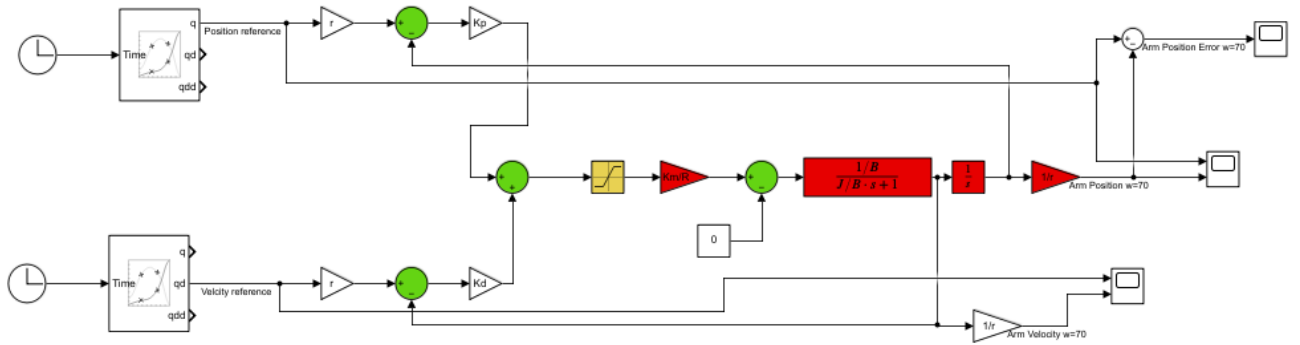 Time
q
qd
qdd
Position reference
r
+
−
Kp
+
−
Arm Position Error w=70
+
+
Km/R
+
−
1/B
J/B · s + 1
1
s
1/r
Arm Position w=70
0
Time
q
qd
qdd
Velcity reference
r
+
−
Kd
1/r
Arm Velocity w=70